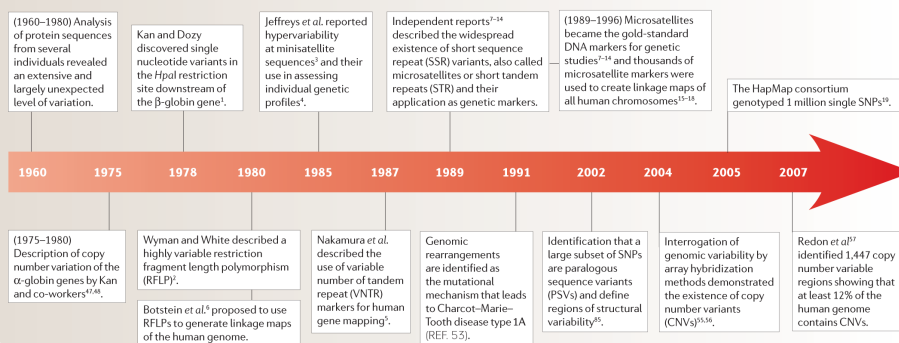 (1960–1980) Analysis
of protein sequences
from several
individuals revealed
an extensive and
largely unexpected
level of variation.
Kan and Dozy
discovered single
nucleotide variants in
the HpaI restriction
site downstream of
the β-globin gene¹.
Jeffreys et al. reported
hypervariability
at minisatellite
sequences³ and their
use in assessing
individual genetic
profiles⁴.
Independent reports⁷⁻¹⁴
described the widespread
existence of short sequence
repeat (SSR) variants, also called
microsatellites or short tandem
repeats (STR) and their
application as genetic markers.
(1989–1996) Microsatellites
became the gold-standard
DNA markers for genetic
studies⁷⁻¹⁴ and thousands of
microsatellite markers were
used to create linkage maps of
all human chromosomes¹⁵⁻¹⁸.
The HapMap consortium
genotyped 1 million single SNPs¹⁹.
1960 1975 1978 1980 1985 1987 1989 1991 2002 2004 2005 2007
(1975–1980)
Description of copy
number variation of the
α-globin genes by Kan
and co-workers⁴⁷,⁴⁸.
Wyman and White described a
highly variable restriction
fragment length polymorphism
(RFLP)².
Botstein et al.⁶ proposed to use
RFLPs to generate linkage maps
of the human genome.
Nakamura et al.
described the
use of variable
number of tandem
repeat (VNTR)
markers for human
gene mapping⁵.
Genomic
rearrangements
are identified as
the mutational
mechanism that leads
to Charcot–Marie–
Tooth disease type 1A
(REF. 53).
Identification that a
large subset of SNPs
are paralogous
sequence variants
(PSVs) and define
regions of structural
variability⁸⁵.
Interrogation of
genomic variability by
array hybridization
methods demonstrated
the existence of copy
number variants
(CNVs)⁵⁵,⁵⁶.
Redon et al⁵⁷
identified 1,447 copy
number variable
regions showing that
at least 12% of the
human genome
contains CNVs.